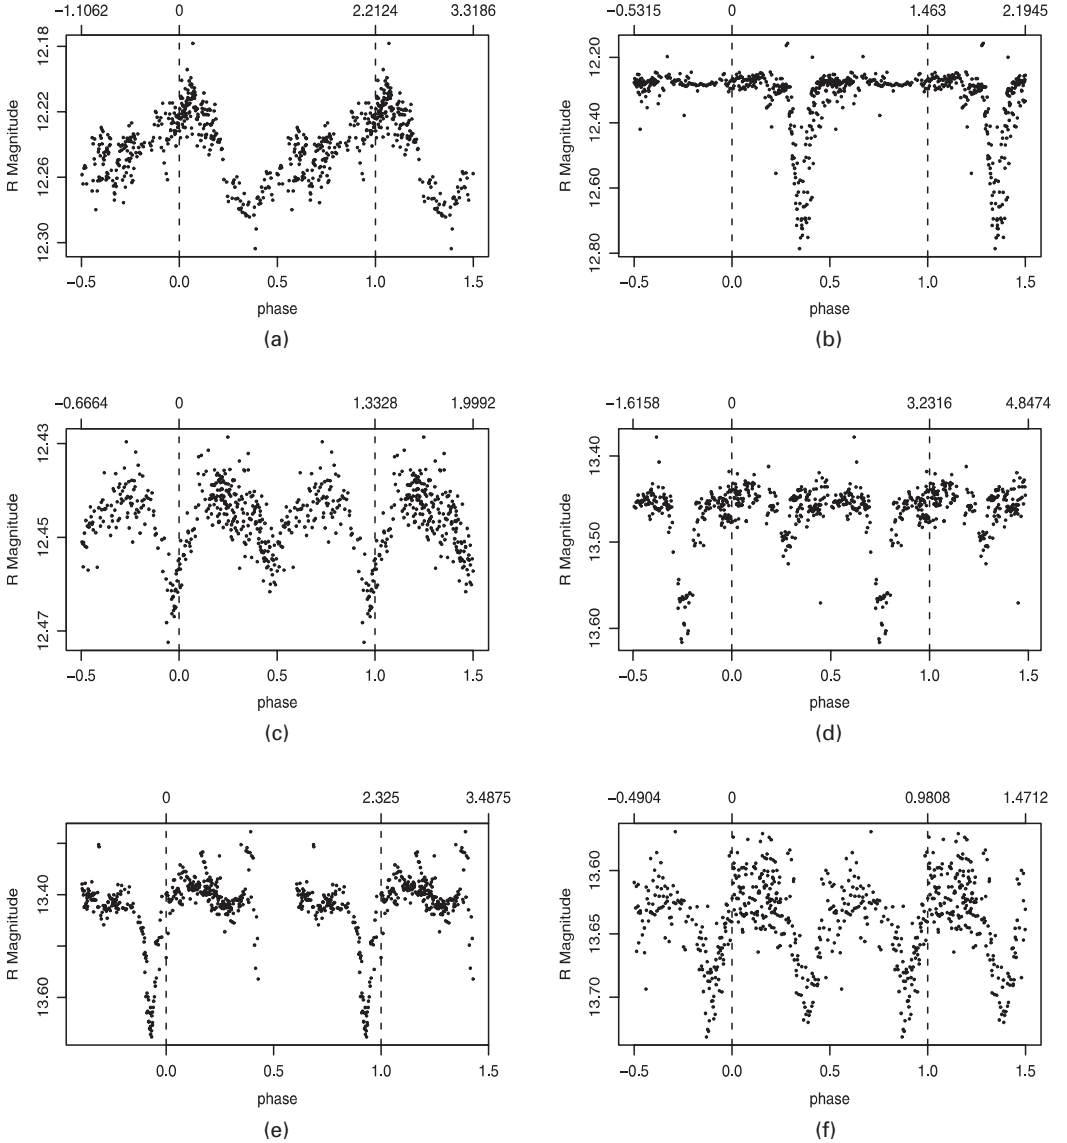 −1.1062 0 2.2124 3.3186
12.18
12.22
12.26
12.30
R Magnitude
−0.5 0.0 0.5 1.0 1.5
phase
(a)
−0.5315 0 1.463 2.1945
12.20
12.40
12.60
12.80
R Magnitude
−0.5 0.0 0.5 1.0 1.5
phase
(b)
−0.6664 0 1.3328 1.9992
12.43
12.45
12.47
R Magnitude
−0.5 0.0 0.5 1.0 1.5
phase
(c)
−1.6158 0 3.2316 4.8474
13.40
13.50
13.60
R Magnitude
−0.5 0.0 0.5 1.0 1.5
phase
(d)
0 2.325 3.4875
13.40
13.60
R Magnitude
0.0 0.5 1.0 1.5
phase
(e)
−0.4904 0 0.9808 1.4712
13.60
13.65
13.70
R Magnitude
−0.5 0.0 0.5 1.0 1.5
phase
(f)